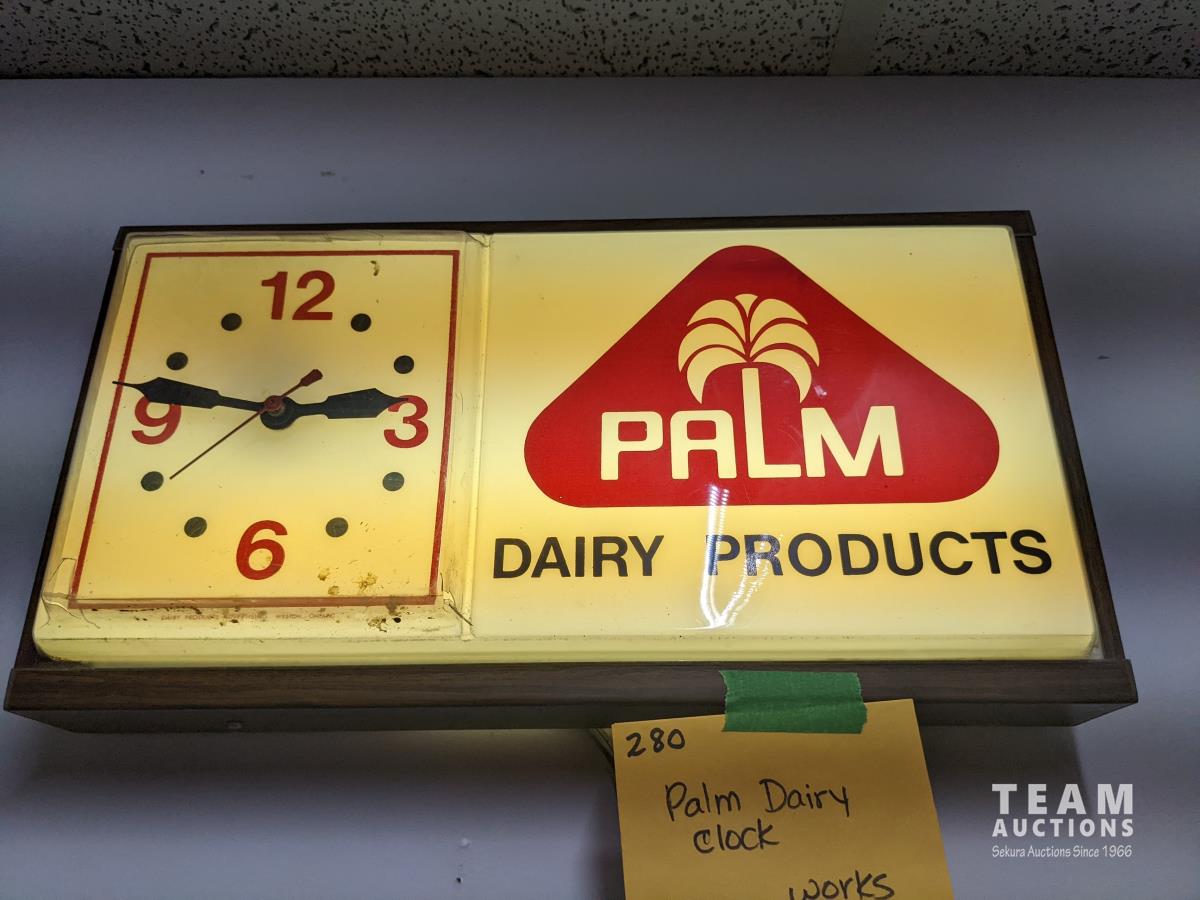 12
9
3
6
PALM
DAIRY PRODUCTS
280
Palm Dairy
clock
works
TEAM
AUCTIONS
Sekura Auctions Since 1966